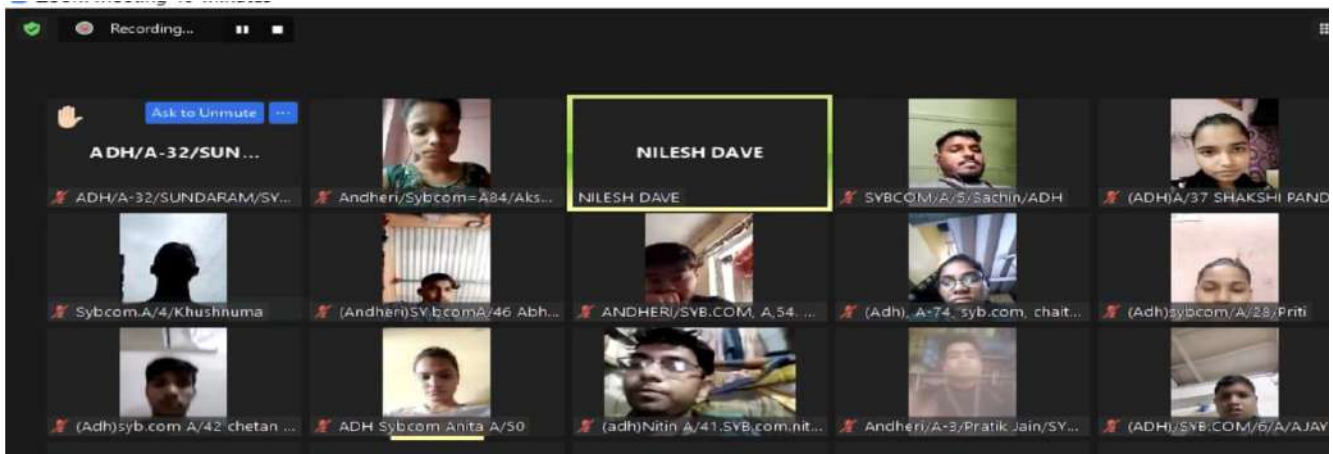 Recording...
Ask to Unmute ...
ADH/A-32/SUN...
NILESH DAVE
ADH/A-32/SUNDARAM/SY...
Andheri/Sybcom=A84/Aks...
NILESH DAVE
SYBCOM/A/5/Sachin/ADH
(ADH)A/37 SHAKSHI PAND
Sybcom.A/4/Khushnuma
(Andheri)SY bcomA/46 Abh...
ANDHERI/SYB.COM, A,54. ...
(Adh), A-74, syb.com, chait...
(Adh)sybcom/A/28/Priti
(Adh)syb.com A/42 chetan ...
ADH Sybcom Anita A/50
(adh)Nitin A/41.SYB.com.nit...
Andheri/A-3/Pratik Jain/SY...
(ADH)/SYB.COM/6/A/AJAY